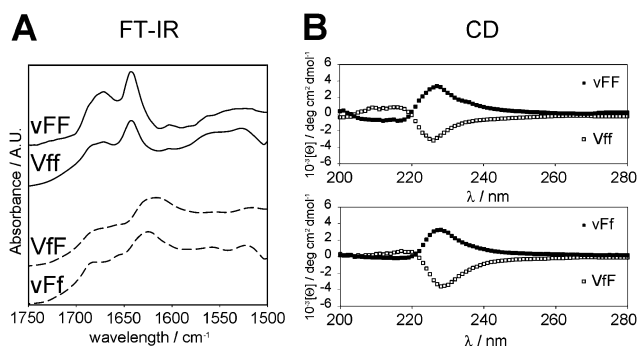 A FT-IR
Absorbance / A.U.
vFF
Vff
VfF
vFf
1750 1700 1650 1600 1550 1500
wavelength / cm⁻¹
B CD
10⁻³[Θ] / deg cm² dmol⁻¹
6
4
2
0
-2
-4
-6
vFF
Vff
200 220 240 260 280
λ / nm
10⁻³[Θ] / deg cm² dmol⁻¹
6
4
2
0
-2
-4
-6
vFf
VfF
200 220 240 260 280
λ / nm